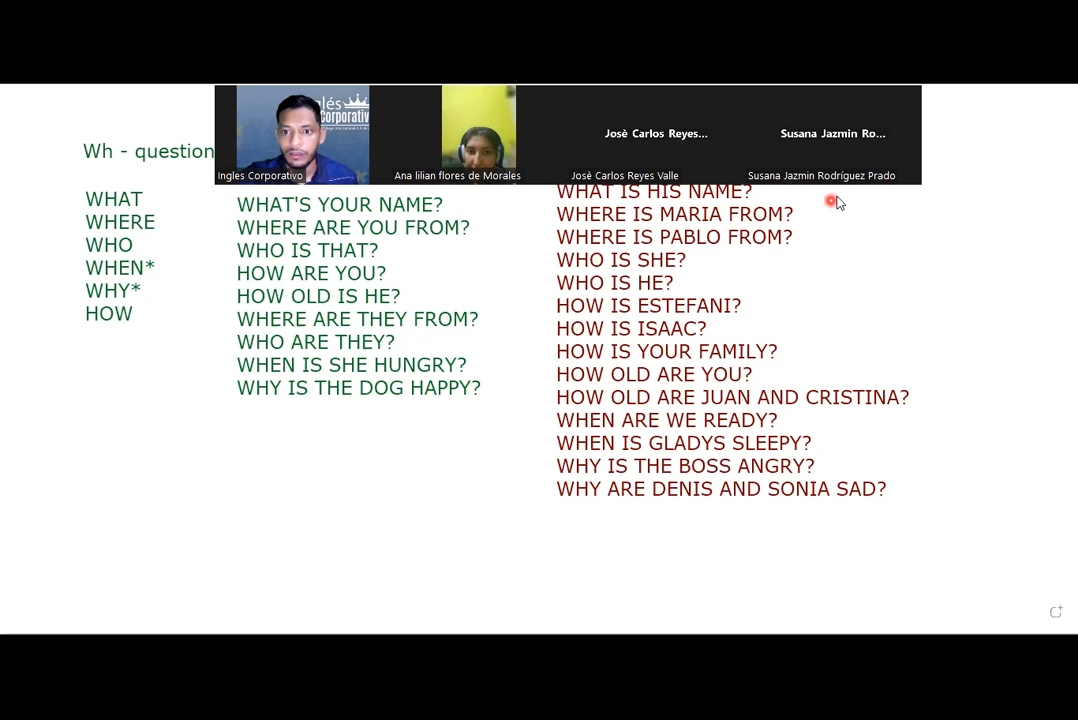 Inglés
Corporativo
Ingles Corporativo
Ana lilian flores de Morales
Josè Carlos Reyes...
Josè Carlos Reyes Valle
Susana Jazmin Ro...
Susana Jazmin Rodríguez Prado
Wh - question
WHAT
WHERE
WHO
WHEN*
WHY*
HOW
WHAT'S YOUR NAME?
WHERE ARE YOU FROM?
WHO IS THAT?
HOW ARE YOU?
HOW OLD IS HE?
WHERE ARE THEY FROM?
WHO ARE THEY?
WHEN IS SHE HUNGRY?
WHY IS THE DOG HAPPY?
WHAT IS HIS NAME?
WHERE IS MARIA FROM?
WHERE IS PABLO FROM?
WHO IS SHE?
WHO IS HE?
HOW IS ESTEFANI?
HOW IS ISAAC?
HOW IS YOUR FAMILY?
HOW OLD ARE YOU?
HOW OLD ARE JUAN AND CRISTINA?
WHEN ARE WE READY?
WHEN IS GLADYS SLEEPY?
WHY IS THE BOSS ANGRY?
WHY ARE DENIS AND SONIA SAD?